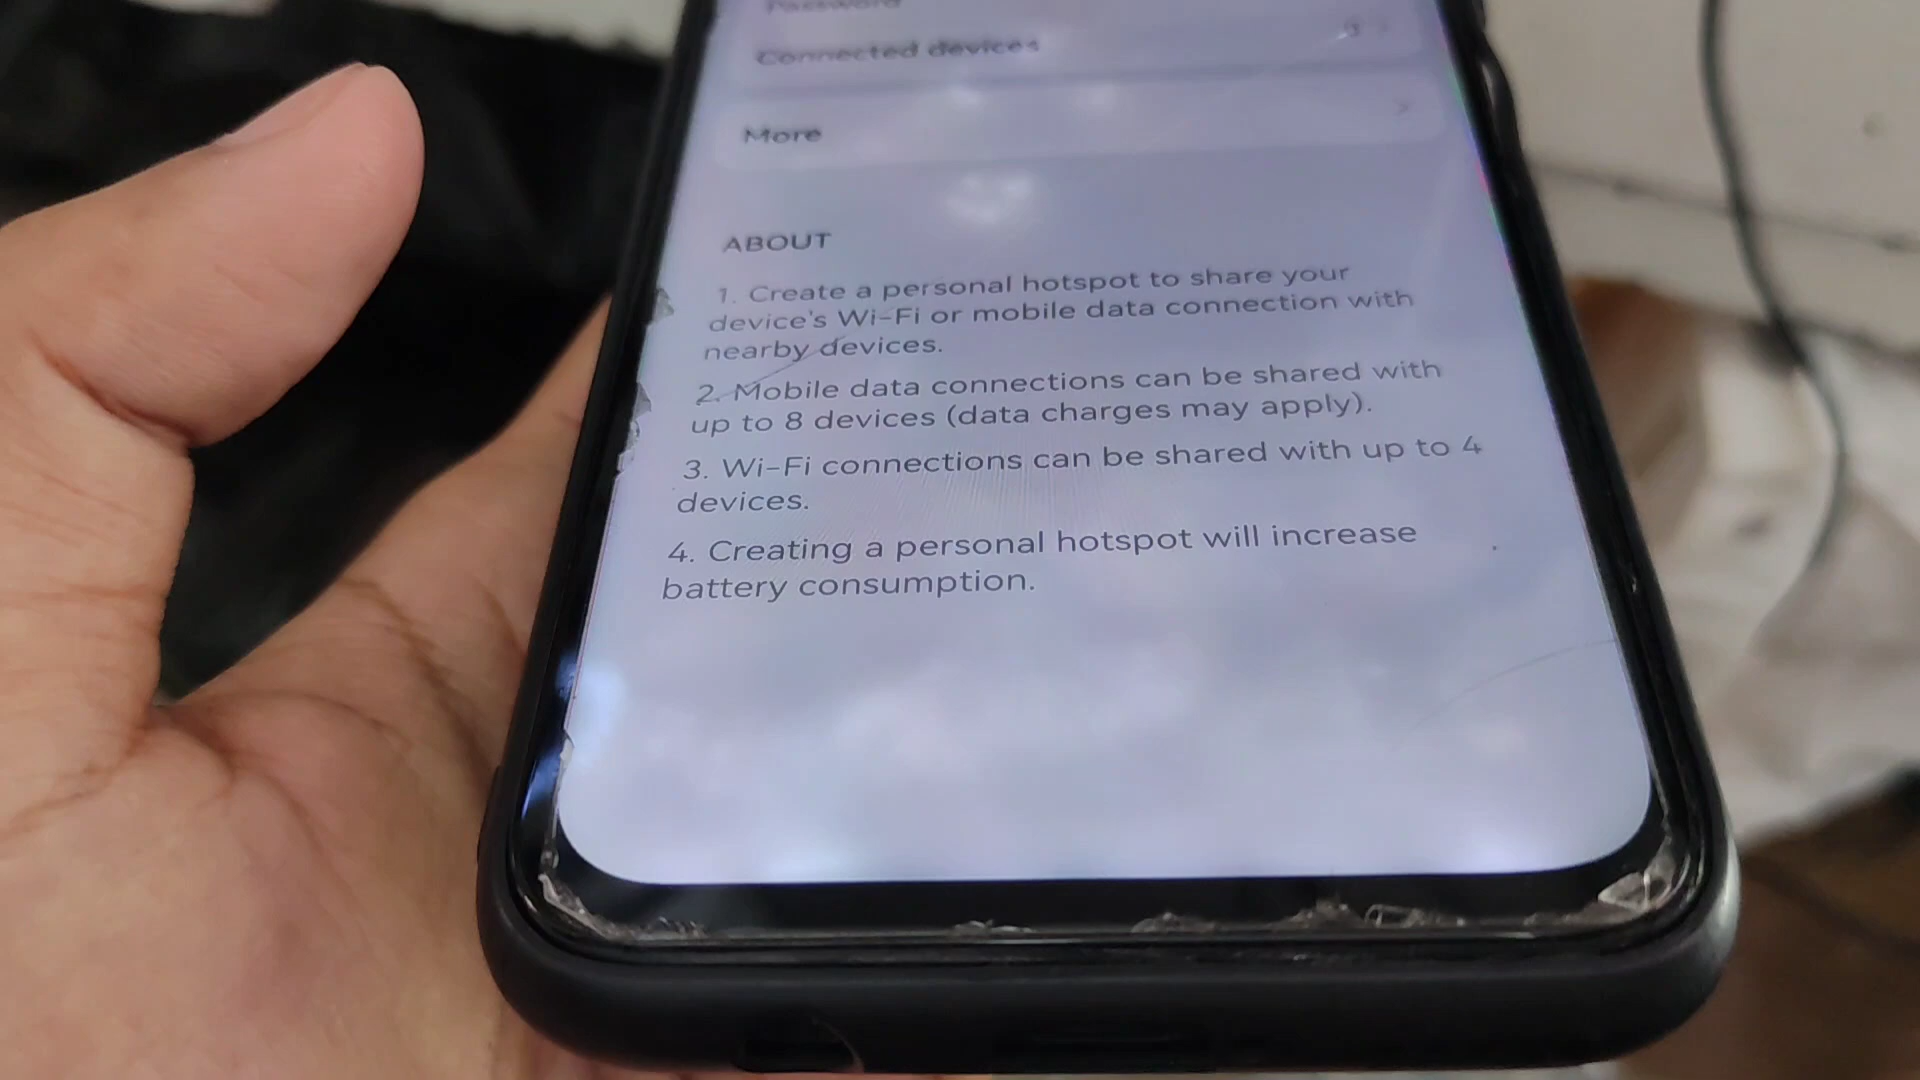 Password
Connected devices
More
ABOUT
1. Create a personal hotspot to share your
device's Wi-Fi or mobile data connection with
nearby devices.
2. Mobile data connections can be shared with
up to 8 devices (data charges may apply).
3. Wi-Fi connections can be shared with up to 4
devices.
4. Creating a personal hotspot will increase
battery consumption.